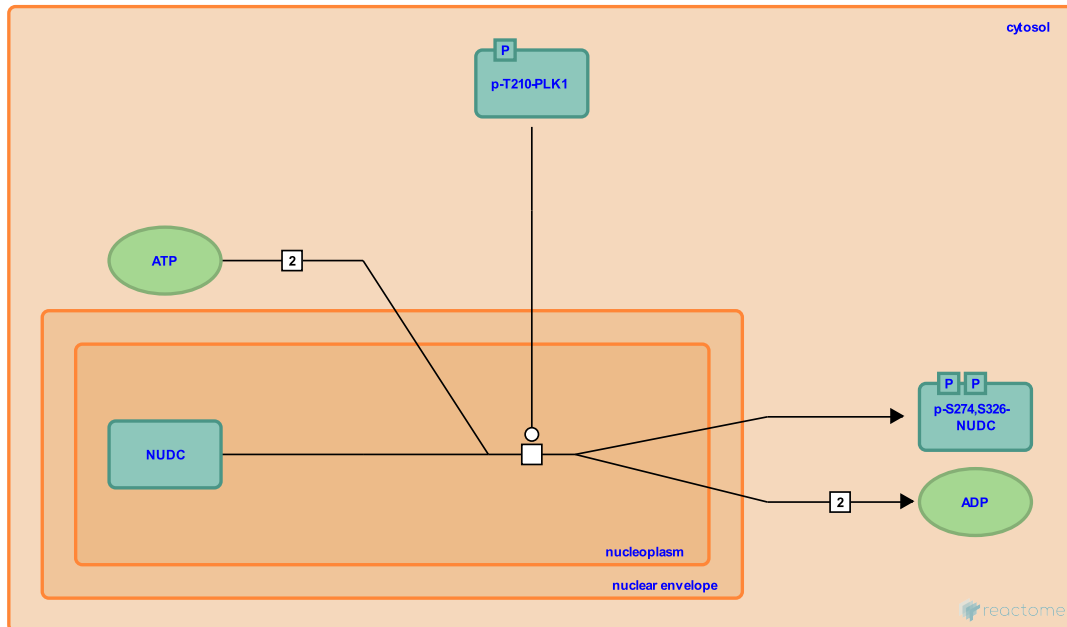 cytosol
P
p-T210-PLK1
ATP
2
NUDC
P P
p-S274,S326-
NUDC
2
ADP
nucleoplasm
nuclear envelope
reactome